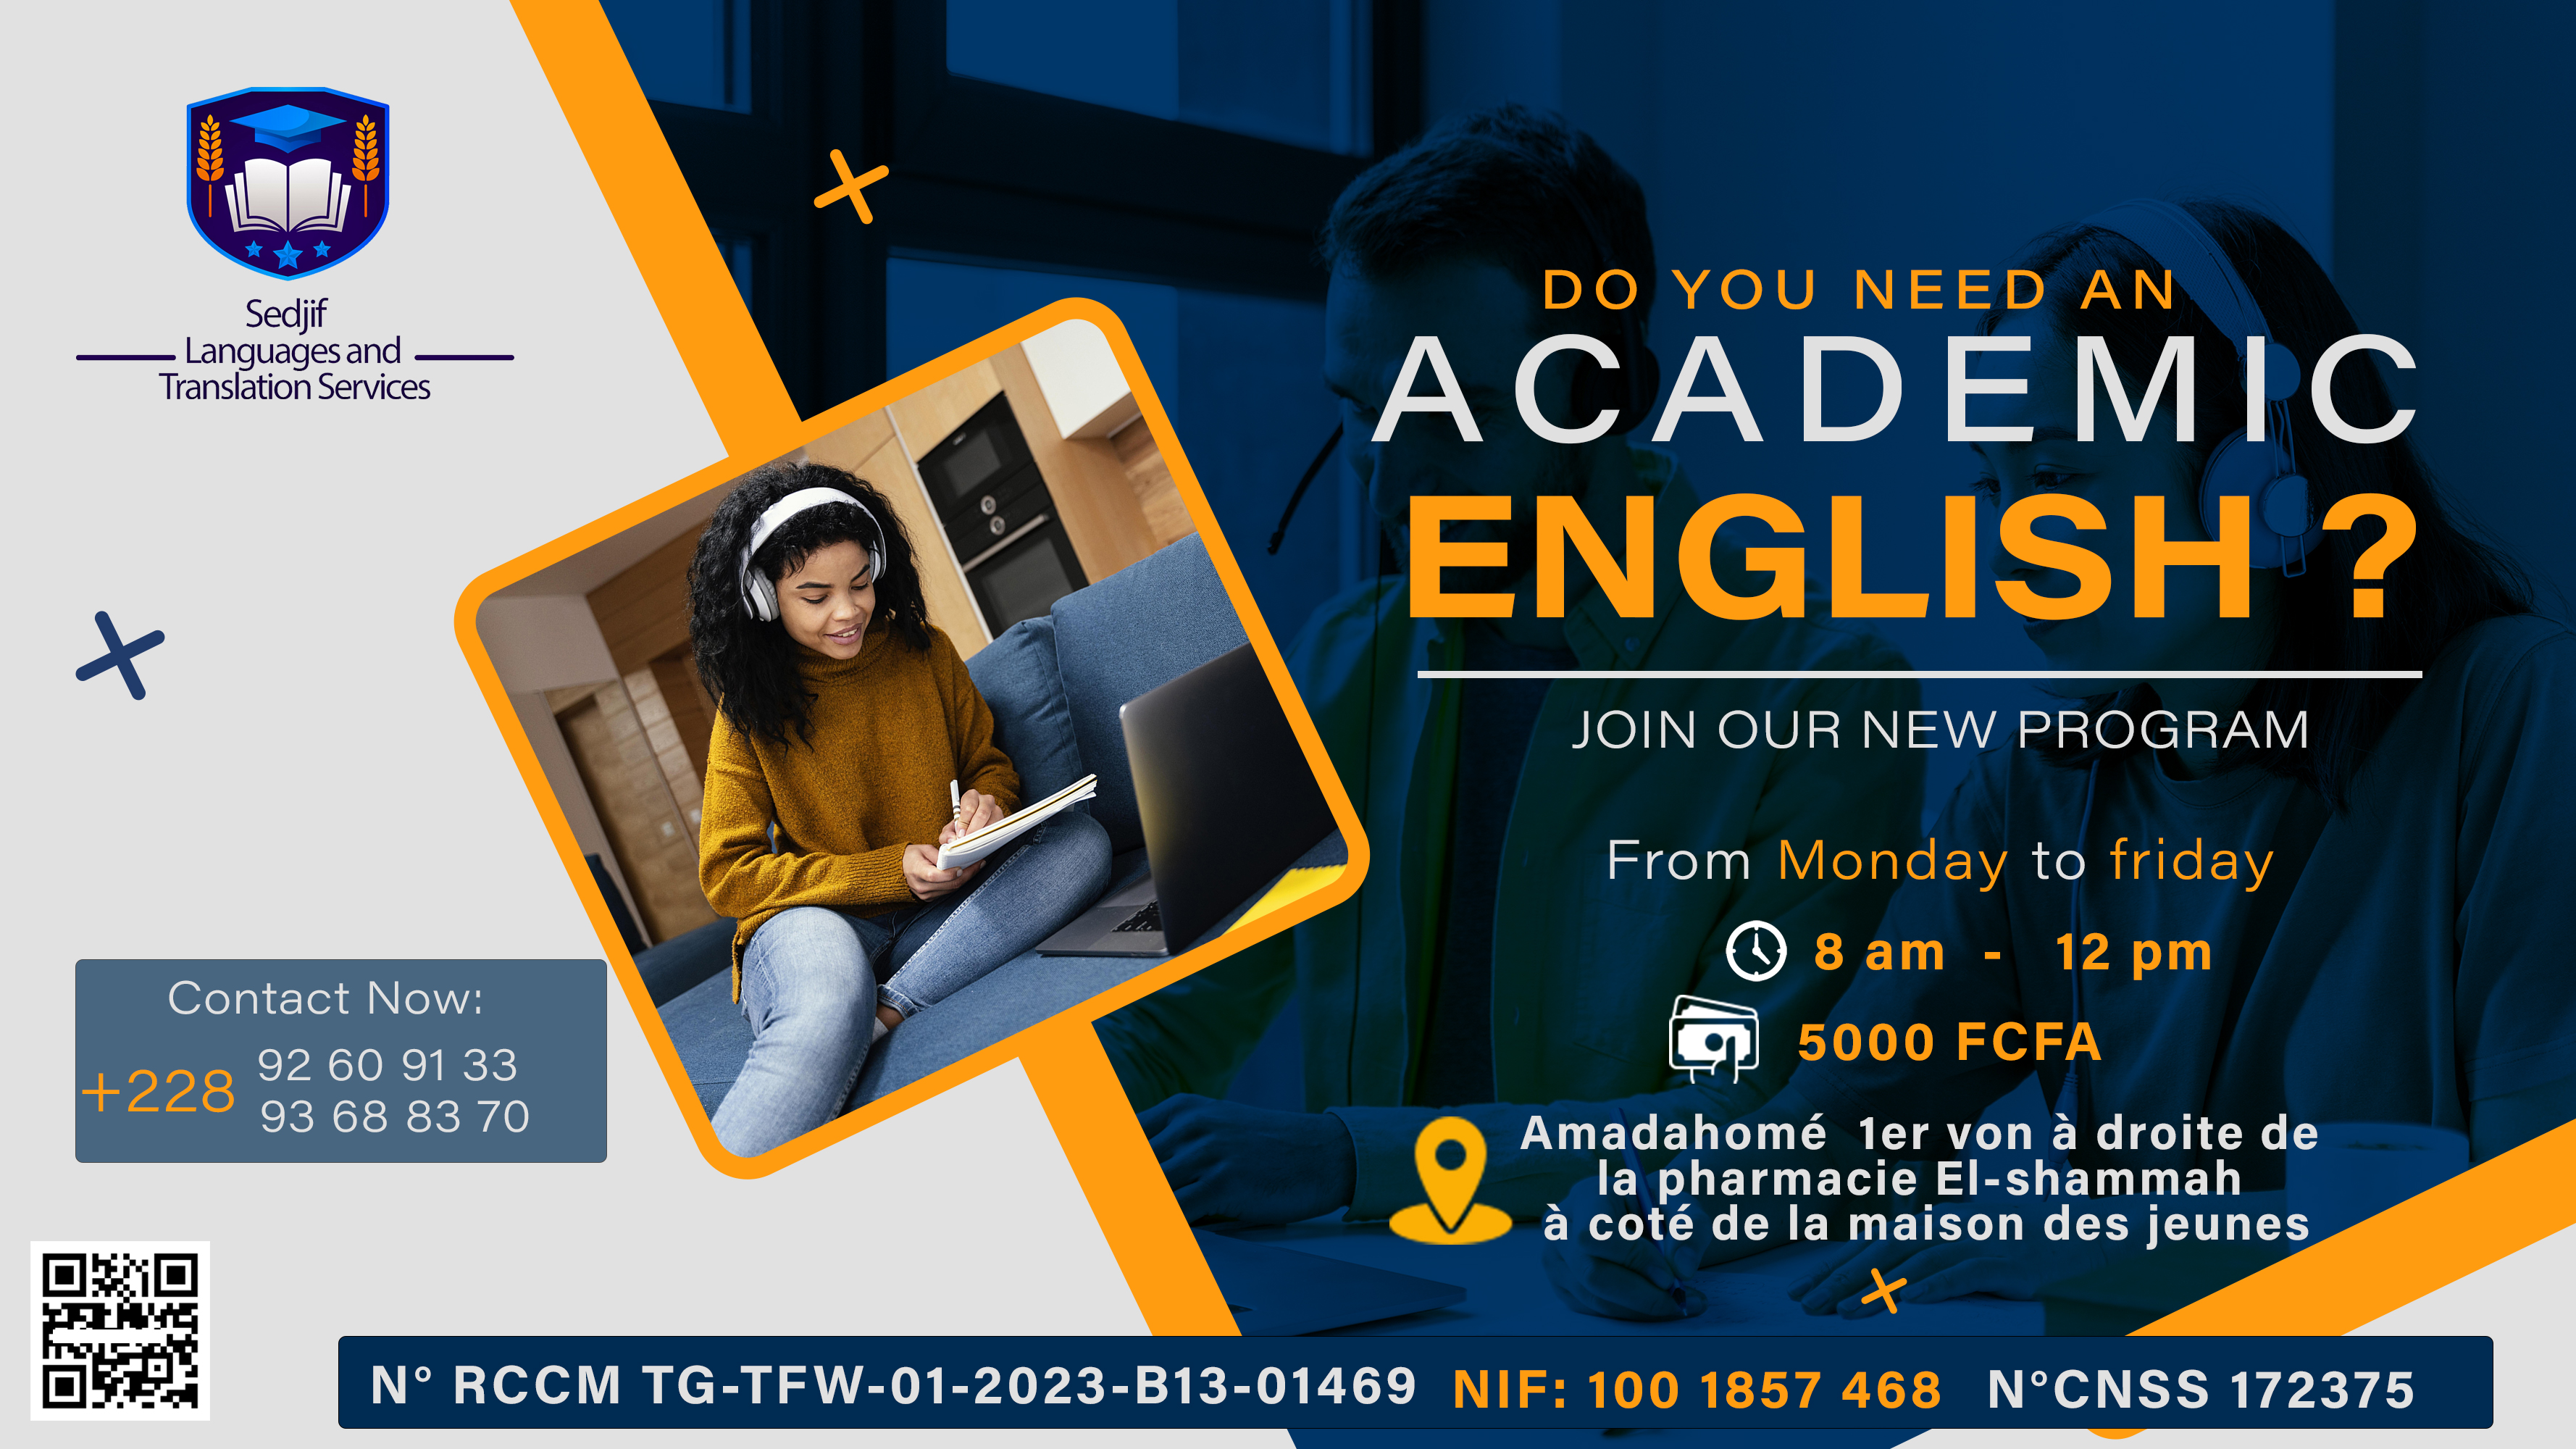 Sedjif
Languages and
Translation Services
DO YOU NEED AN
ACADEMIC
ENGLISH ?
JOIN OUR NEW PROGRAM
From Monday to friday
8 am - 12 pm
5000 FCFA
Amadahomé 1er von à droite de
la pharmacie El-shammah
à coté de la maison des jeunes
Contact Now:
+228 92 60 91 33
93 68 83 70
N° RCCM TG-TFW-01-2023-B13-01469 NIF: 100 1857 468 N°CNSS 172375